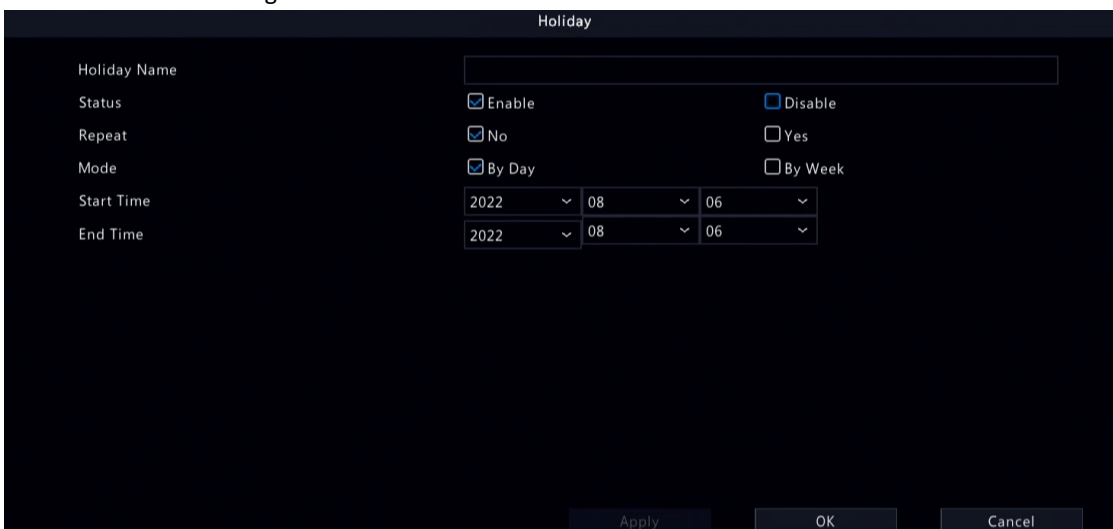 Holiday
Holiday Name
Status Enable Disable
Repeat No Yes
Mode By Day By Week
Start Time 2022 08 06
End Time 2022 08 06
Apply OK Cancel